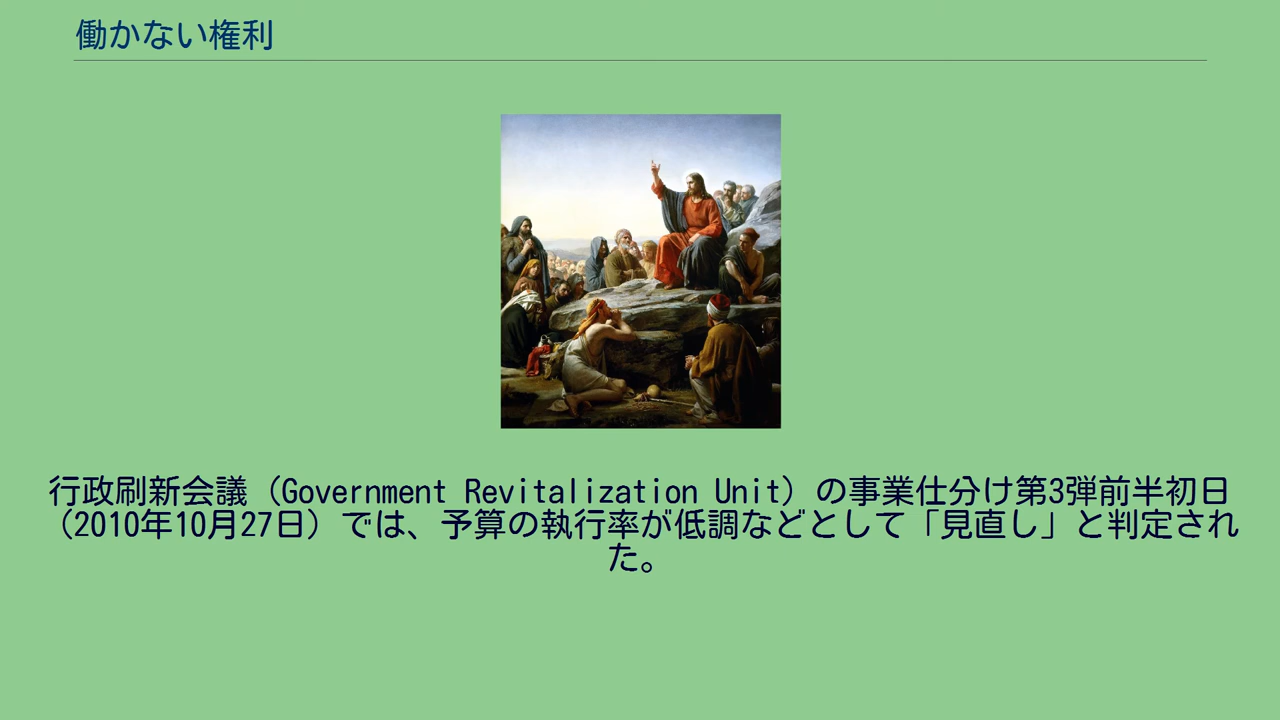 働かない権利
行政刷新会議（Government Revitalization Unit）の事業仕分け第3弾前半初日
（2010年10月27日）では、予算の執行率が低調などとして「見直し」と判定され
た。